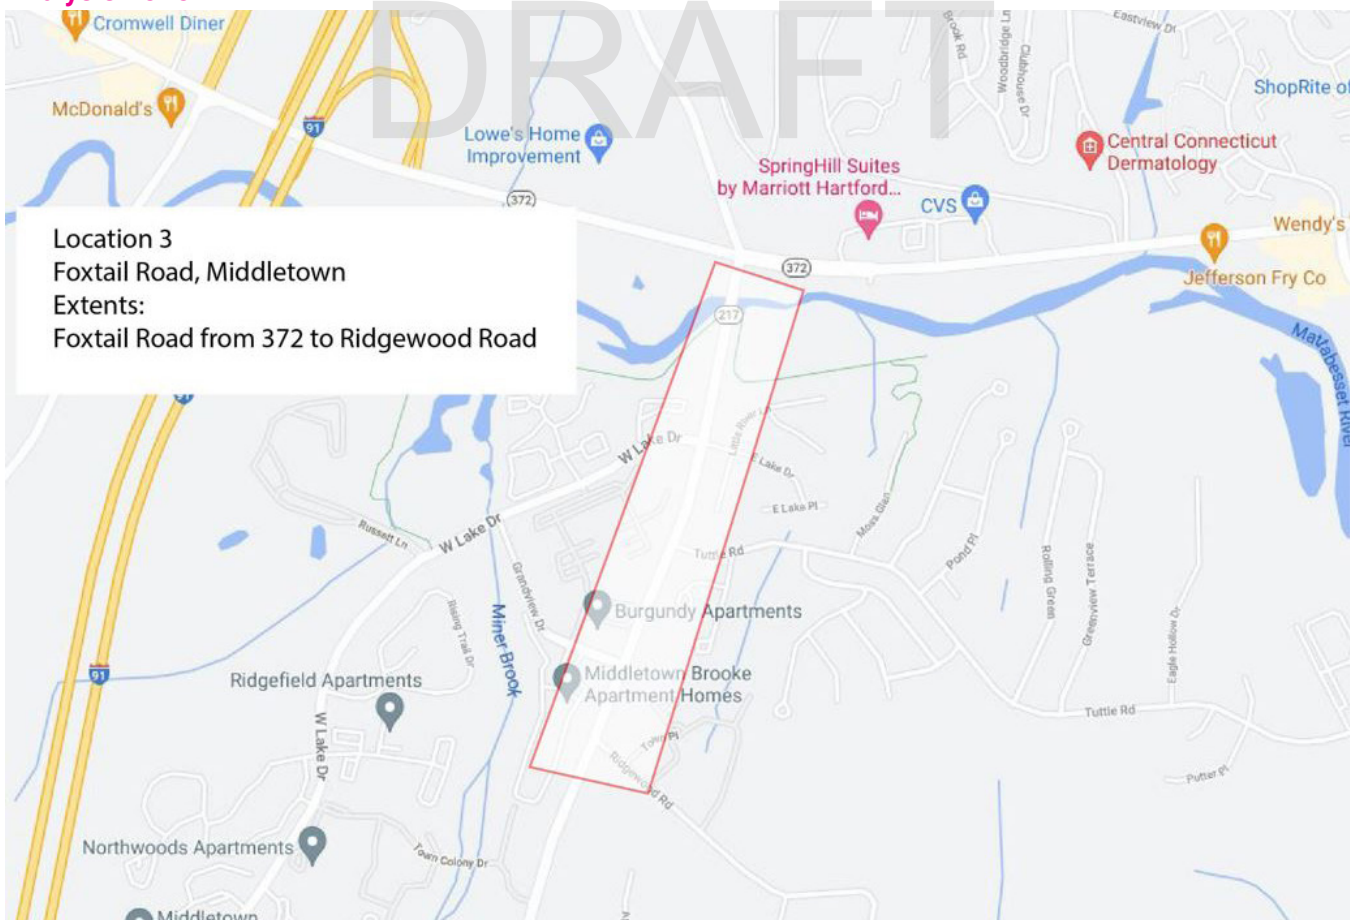 DRAFT
Cromwell Diner
McDonald's
91
Lowe's Home
Improvement
372
SpringHill Suites
by Marriott Hartford...
CVS
Brook Rd
Woodbridge Ln
Clubhouse Dr
Eastview Dr
ShopRite of
Central Connecticut
Dermatology
Wendy's
Jefferson Fry Co
372
217
Mattabesset River
Location 3
Foxtail Road, Middletown
Extents:
Foxtail Road from 372 to Ridgewood Road
91
W Lake Dr
E Lake Dr
E Lake Pl
Moss Glen
Russett Ln
W Lake Dr
Tuttle Rd
Pond Pl
Rolling Green
Greenview Terrace
Eagle Hollow Dr
Grandview Dr
Rising Trail Dr
Miner Brook
Burgundy Apartments
Middletown Brooke
Apartment Homes
91
Ridgefield Apartments
W Lake Dr
Town Pl
Ridgewood Rd
Tuttle Rd
Putter Pl
Northwoods Apartments
Town Colony Dr
Middletown